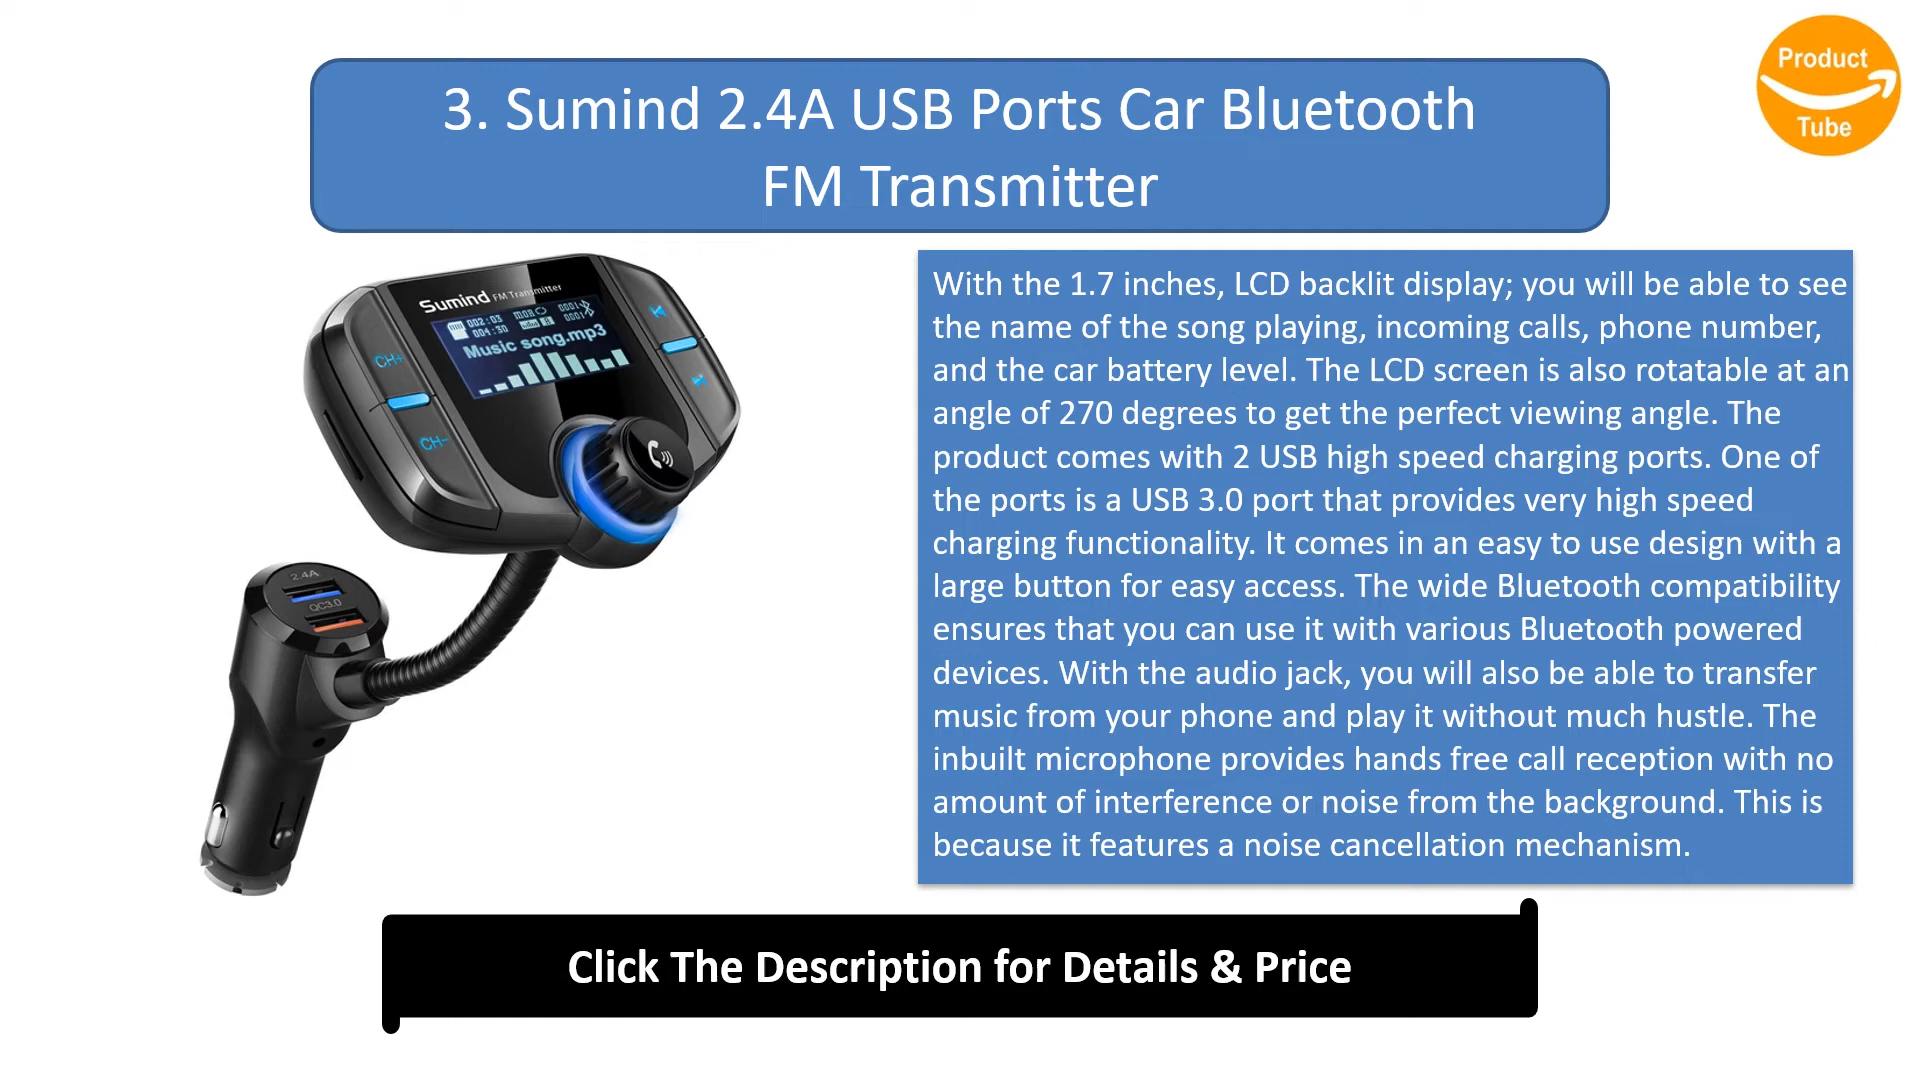 Product
Tube
3. Sumind 2.4A USB Ports Car Bluetooth
FM Transmitter
Sumind FM Transmitter
002:03
004:30
0001
0001
Music song.mp3
CH+
CH-
2.4A
QC3.0
With the 1.7 inches, LCD backlit display; you will be able to see
the name of the song playing, incoming calls, phone number,
and the car battery level. The LCD screen is also rotatable at an
angle of 270 degrees to get the perfect viewing angle. The
product comes with 2 USB high speed charging ports. One of
the ports is a USB 3.0 port that provides very high speed
charging functionality. It comes in an easy to use design with a
large button for easy access. The wide Bluetooth compatibility
ensures that you can use it with various Bluetooth powered
devices. With the audio jack, you will also be able to transfer
music from your phone and play it without much hustle. The
inbuilt microphone provides hands free call reception with no
amount of interference or noise from the background. This is
because it features a noise cancellation mechanism.
Click The Description for Details & Price